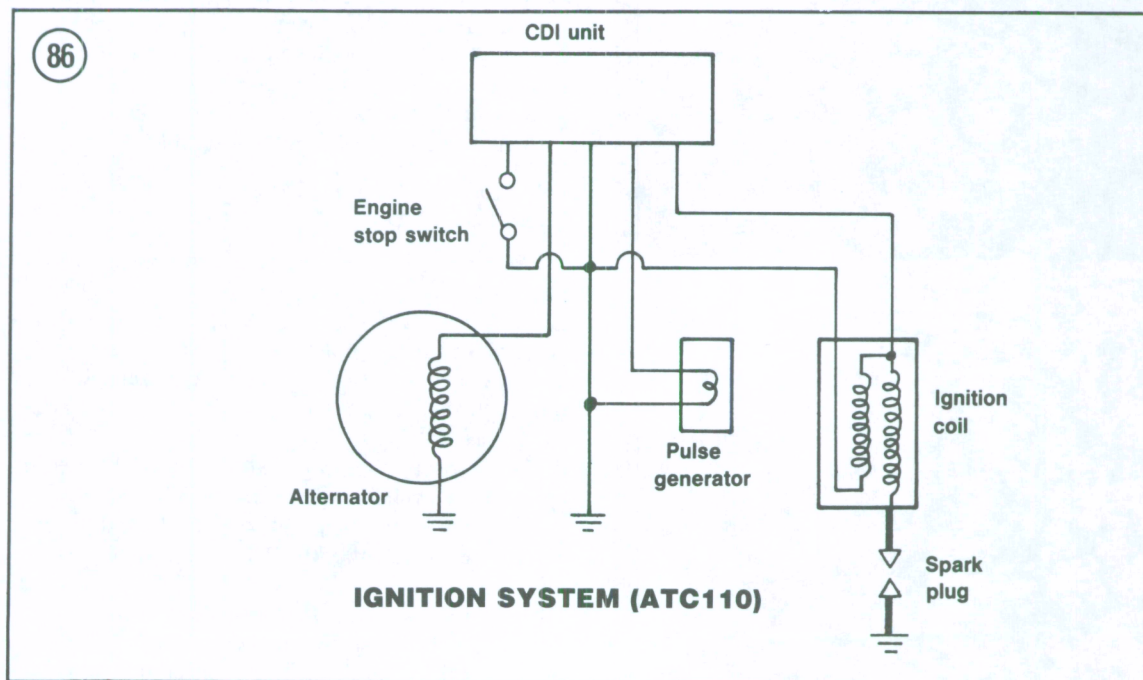 86
CDI unit
Engine
stop switch
Alternator
Pulse
generator
Ignition
coil
Spark
plug
IGNITION SYSTEM (ATC110)